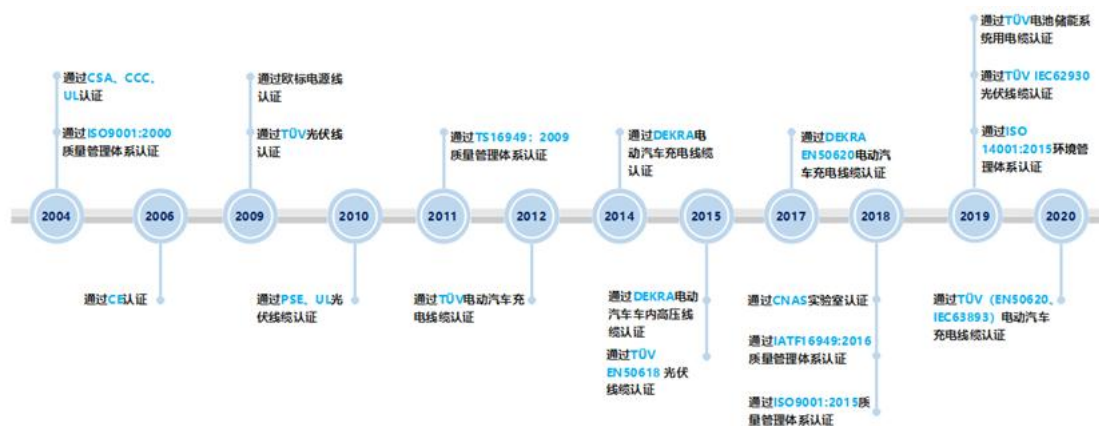 通过CSA、CCC、
UL认证
通过ISO9001:2000
质量管理体系认证
2004
2006
通过CE认证
通过欧标电源线
认证
通过TÜV光伏线
认证
2009
2010
通过PSE、UL光
伏线缆认证
通过TS16949：2009
质量管理体系认证
2011
2012
通过TÜV电动汽车充
电线缆认证
通过DEKRA电
动汽车充电线缆
认证
2014
2015
通过DEKRA电动
汽车车内高压线
缆认证
通过TÜV
EN50618 光伏
线缆认证
通过DEKRA
EN50620电动汽
车充电线缆认证
2017
2018
通过CNAS实验室认证
通过IATF16949:2016
质量管理体系认证
通过ISO9001:2015质
量管理体系认证
通过TÜV电池储能系
统用电缆认证
通过TÜV IEC62930
光伏线缆认证
通过ISO
14001:2015环境管
理体系认证
2019
2020
通过TÜV（EN50620、
IEC63893）电动汽车
充电线缆认证